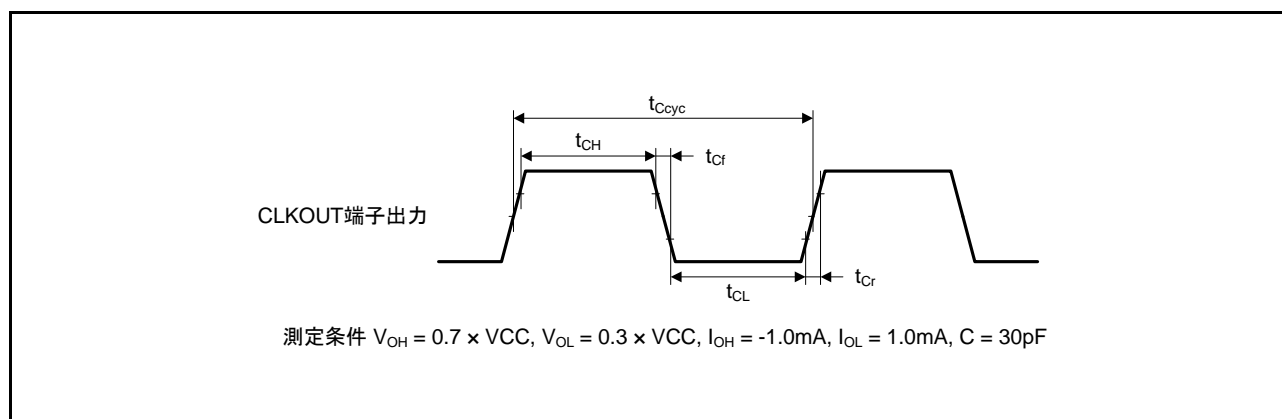 tCcyc
tCH
tCf
CLKOUT端子出力
tCL
tCr
測定条件 VOH = 0.7 × VCC, VOL = 0.3 × VCC, IOH = -1.0mA, IOL = 1.0mA, C = 30pF